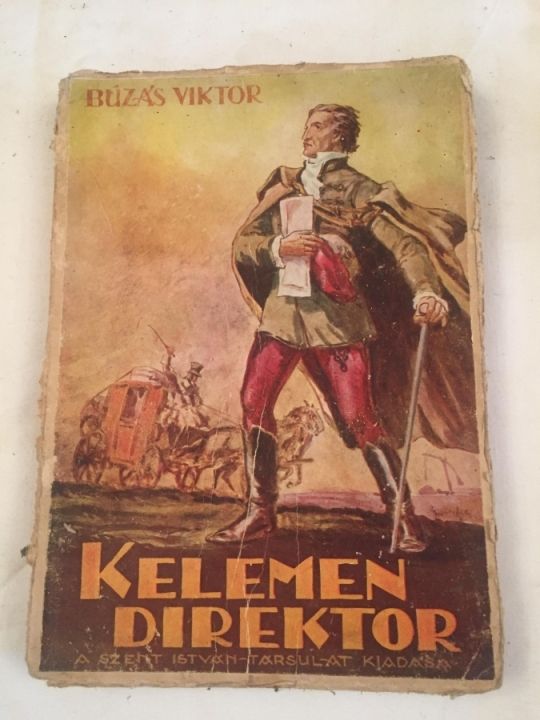 BÚZÁS VIKTOR
KELEMEN
DIREKTOR
A SZENT ISTVÁN-TÁRSULAT KIADÁSA